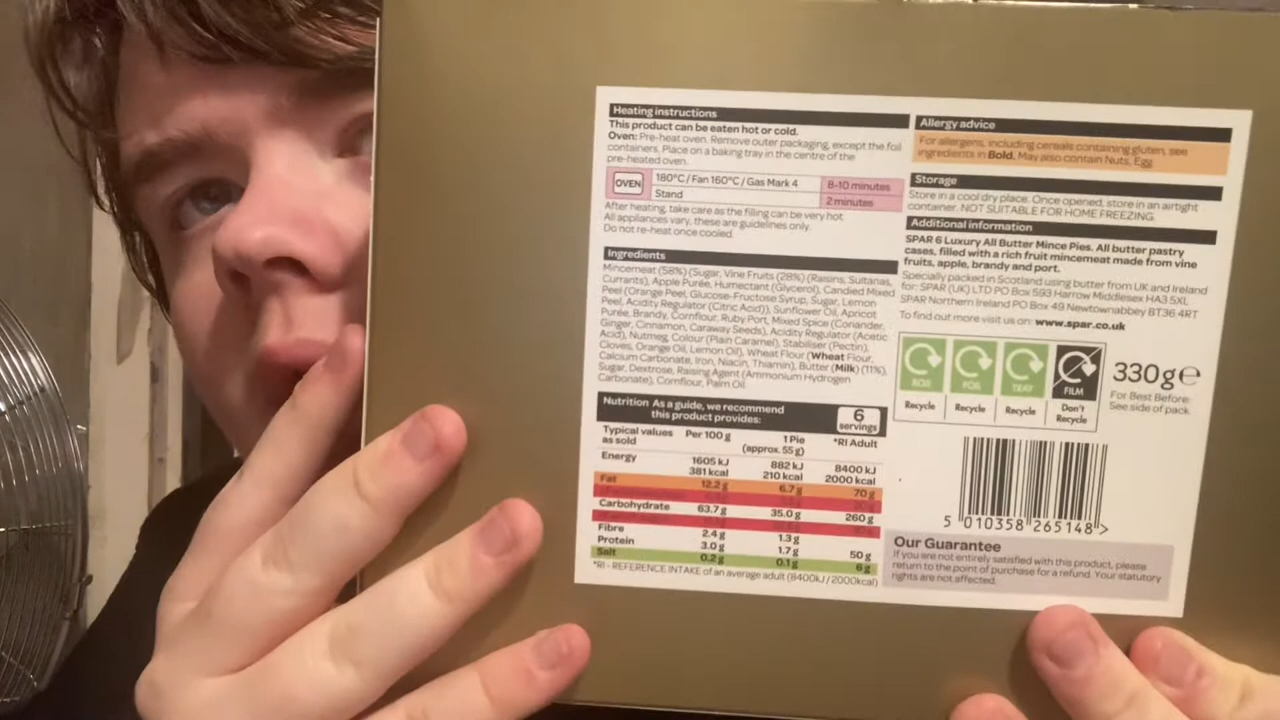 Heating instructions
This product can be eaten hot or cold.
Oven: Pre-heat oven. Remove outer packaging, except the foil
containers. Place on a baking tray in the centre of the
pre-heated oven.
OVEN
180°C / Fan 160°C / Gas Mark 4 8-10 minutes
Stand 2 minutes
After heating, take care as the filling can be very hot
All appliances vary, these are guidelines only.
Do not re-heat once cooled.
Ingredients
Mincemeat (58%) (Sugar, Vine Fruits (28%) (Raisins, Sultanas,
Currants), Apple Purée, Humectant (Glycerol), Candied Mixed
Peel (Orange Peel, Glucose-Fructose Syrup, Sugar, Lemon
Peel, Acidity Regulator (Citric Acid)), Sunflower Oil, Apricot
Purée, Brandy, Cornflour, Ruby Port, Mixed Spice (Coriander,
Ginger, Cinnamon, Caraway Seeds), Acidity Regulator (Acetic
Acid), Nutmeg, Colour (Plain Caramel), Stabiliser (Pectin),
Cloves, Orange Oil, Lemon Oil), Wheat Flour (Wheat Flour,
Calcium Carbonate, Iron, Niacin, Thiamin), Butter (Milk) (11%),
Sugar, Dextrose, Raising Agent (Ammonium Hydrogen
Carbonate), Cornflour, Palm Oil
Nutrition As a guide, we recommend
this product provides:
6
servings
Typical values
as sold
Per 100 g
1 Pie
(approx. 55 g)
*RI Adult
Energy 1605 kJ 882 kJ 8400 kJ
381 kcal 210 kcal 2000 kcal
Fat 12.2 g 6.7 g 70 g
Carbohydrate 63.7 g 35.0 g 260 g
Fibre 2.4 g 1.3 g
Protein 3.0 g 1.7 g 50 g
Salt 0.2 g 0.1 g 6 g
*RI - REFERENCE INTAKE of an average adult (8400kJ / 2000kcal)
Allergy advice
For allergens, including cereals containing gluten, see
ingredients in Bold. May also contain Nuts, Egg
Storage
Store in a cool dry place. Once opened, store in an airtight
container. NOT SUITABLE FOR HOME FREEZING.
Additional information
SPAR 6 Luxury All Butter Mince Pies. All butter pastry
cases, filled with a rich fruit mincemeat made from vine
fruits, apple, brandy and port.
Specially packed in Scotland using butter from UK and Ireland
for: SPAR (UK) LTD PO Box 593 Harrow Middlesex HA3 5XL
SPAR Northern Ireland PO Box 49 Newtownabbey BT36 4RT
To find out more visit us on: www.spar.co.uk
BOX FOIL TRAY FILM
Recycle Recycle Recycle Don't
Recycle
330g℮
For Best Before:
See side of pack.
5 010358 265148 >
Our Guarantee
If you are not entirely satisfied with this product, please
return to the point of purchase for a refund. Your statutory
rights are not affected.